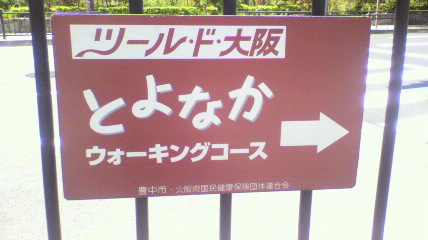 ツール・ド・大阪
とよなか
ウォーキングコース
豊中市・大阪府国民健康保険団体連合会